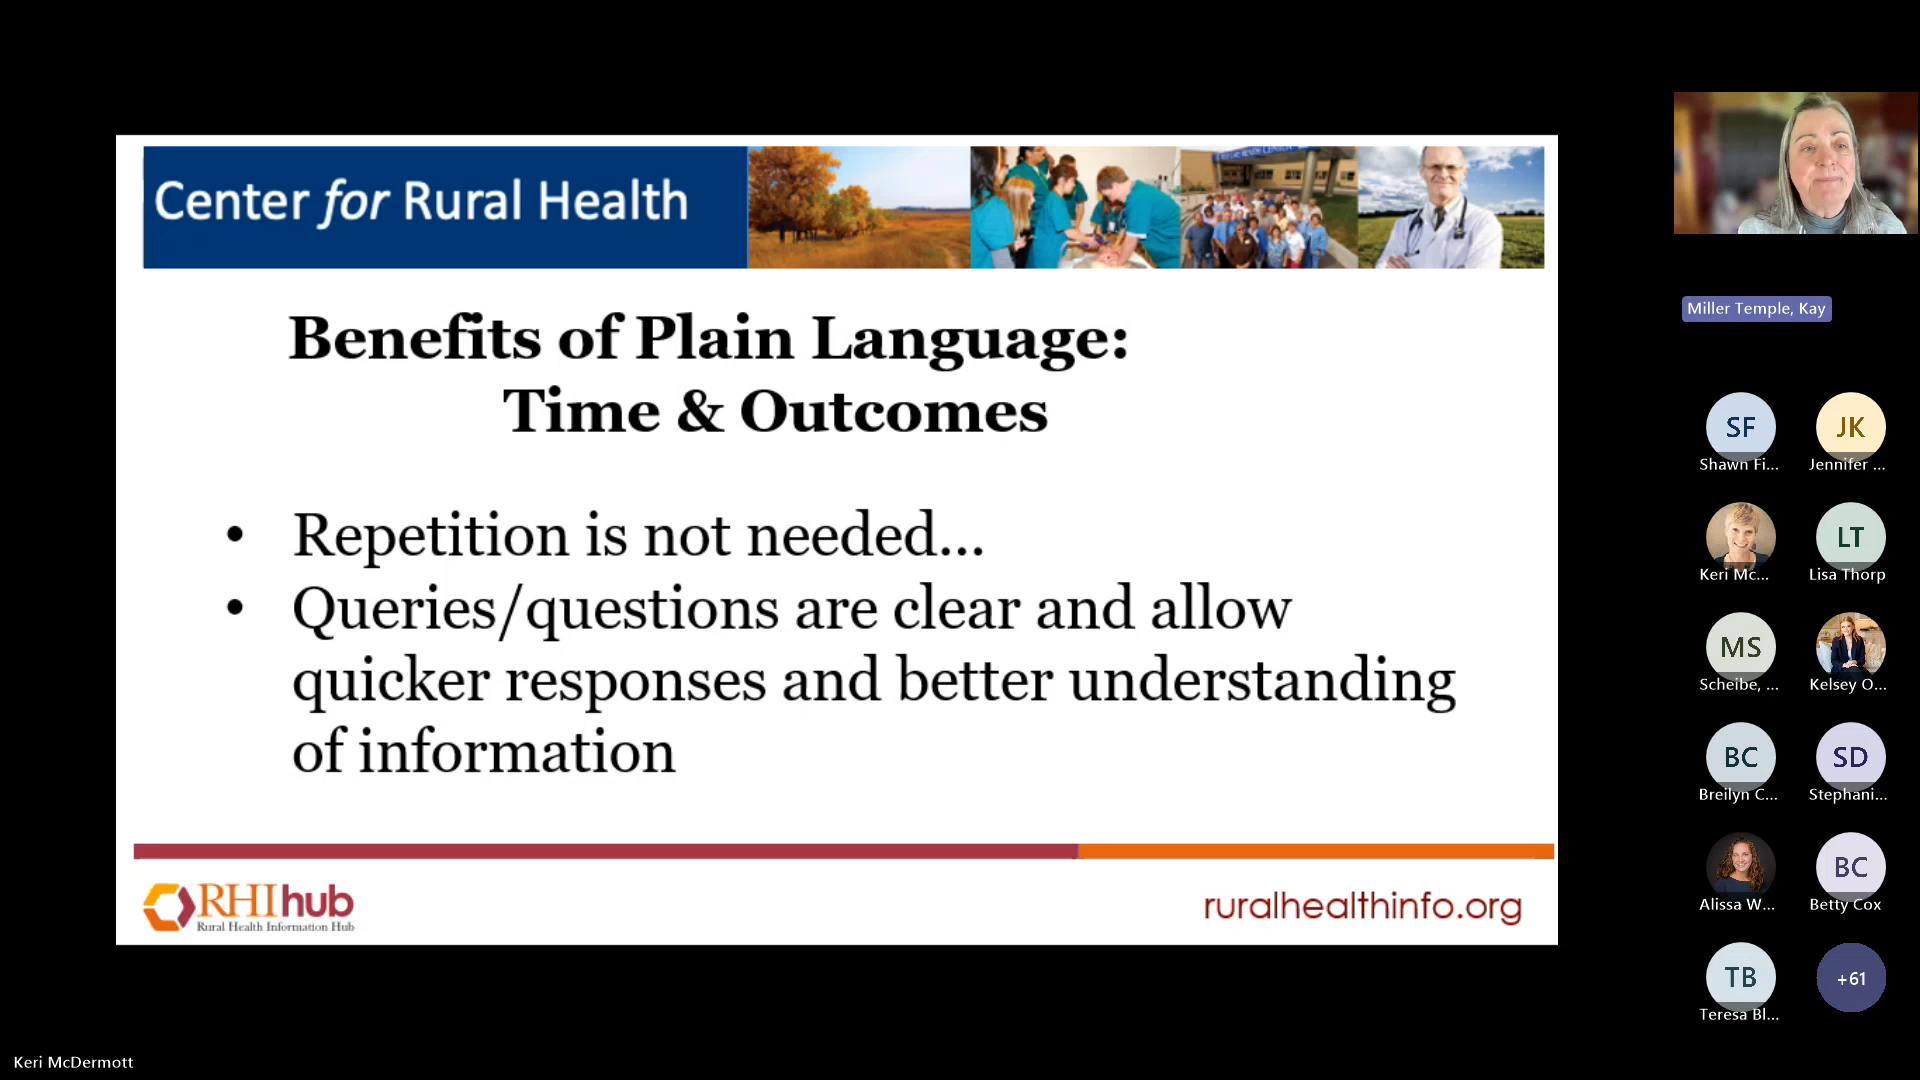 Center for Rural Health
Benefits of Plain Language:
Time & Outcomes
• Repetition is not needed...
• Queries/questions are clear and allow
quicker responses and better understanding
of information
RHIhub
Rural Health Information Hub
ruralhealthinfo.org
Miller Temple, Kay
SF
JK
Shawn Fi...
Jennifer ...
LT
Keri Mc...
Lisa Thorp
MS
Scheibe, ...
Kelsey O...
BC
SD
Breilyn C...
Stephani...
BC
Alissa W...
Betty Cox
TB
+61
Teresa Bl...
Keri McDermott